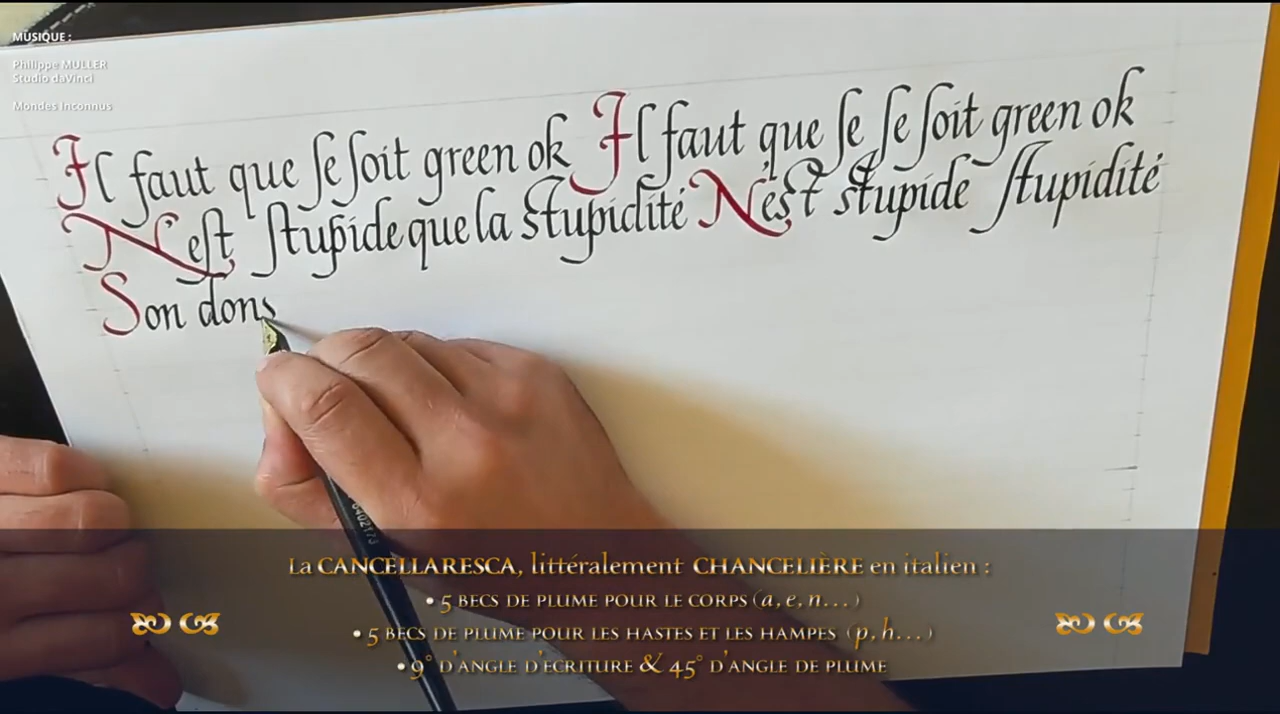 MUSIQUE :
Philippe MULLER
Studio daVinci
Mondes Inconnus
Il faut que ſe ſoit green ok Il faut que ſe ſe ſoit green ok
N'eſt ſtupide que la stupidité N'est stupide ſtupidité
Son dons
6402173
La CANCELLARESCA, littéralement CHANCELIÈRE en italien :
• 5 BECS DE PLUME POUR LE CORPS (a, e, n...)
• 5 BECS DE PLUME POUR LES HASTES ET LES HAMPES (p, h...)
• 9° D'ANGLE D'ECRITURE & 45° D'ANGLE DE PLUME